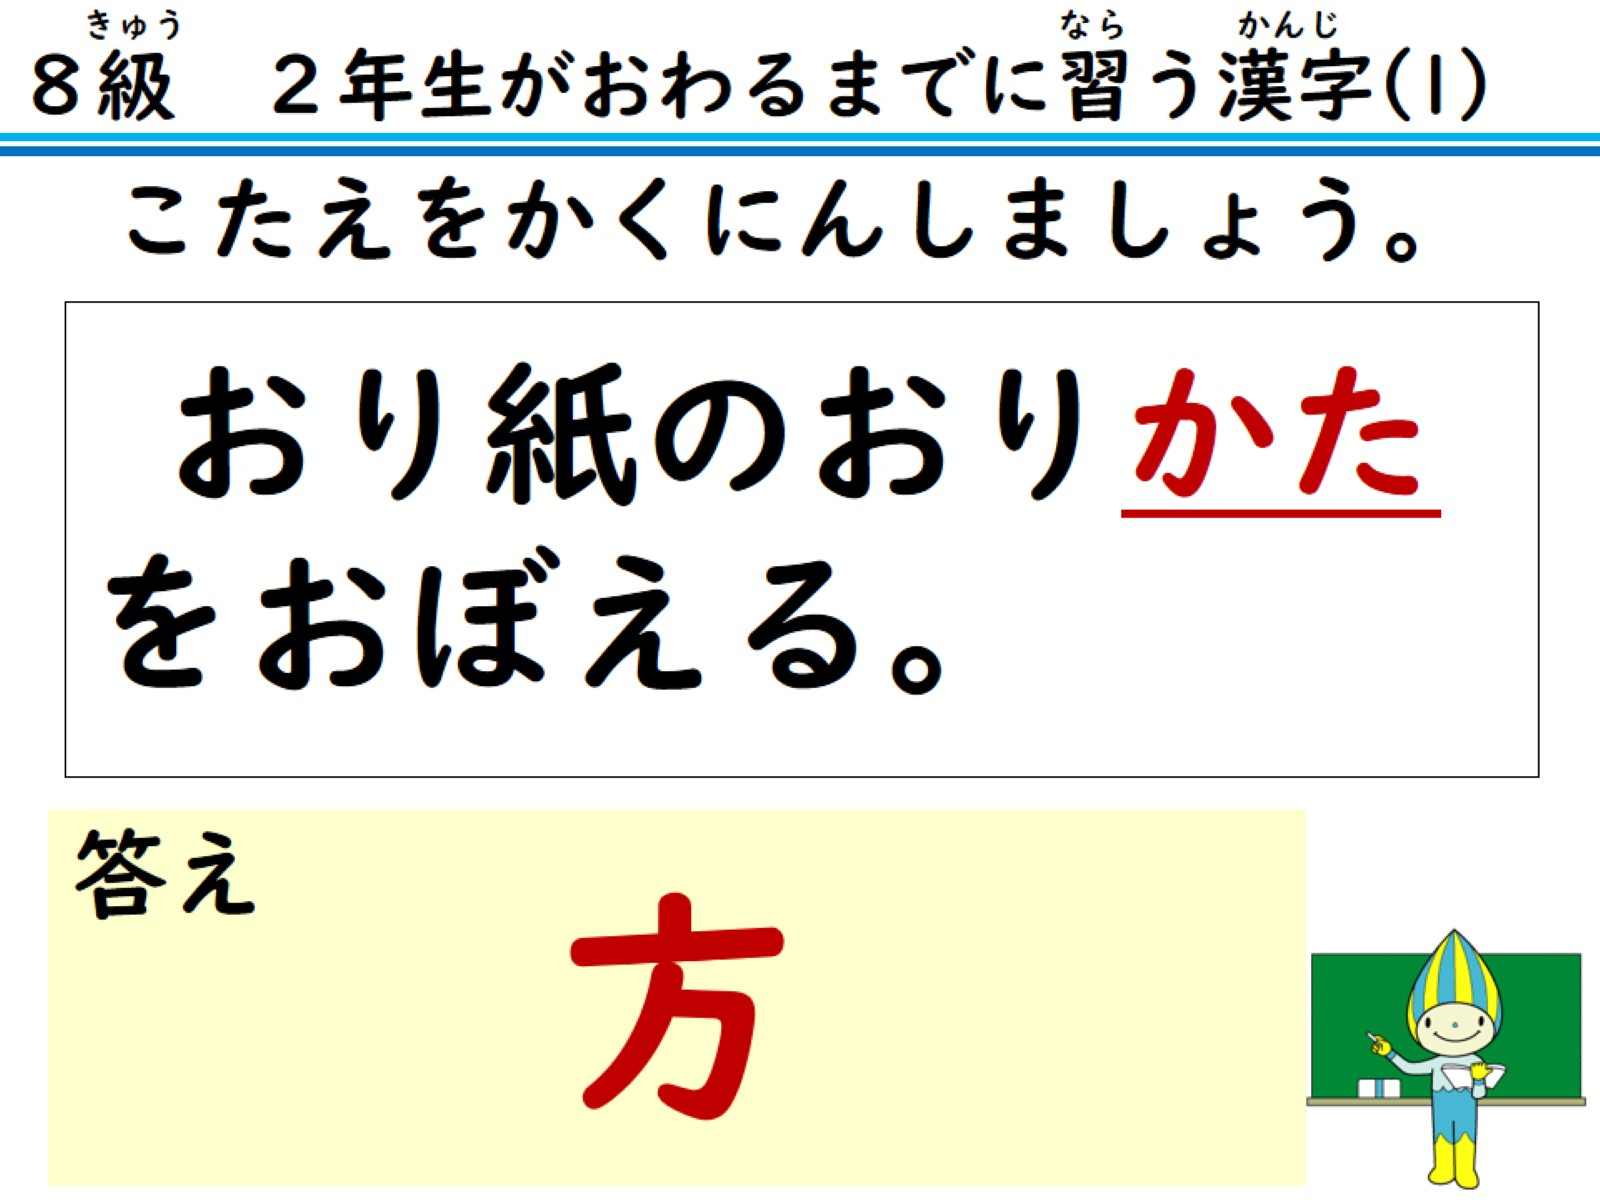 きゅう なら かんじ
８級　２年生がおわるまでに習う漢字(1)
こたえをかくにんしましょう。
おり紙のおりかた
をおぼえる。
答え
方